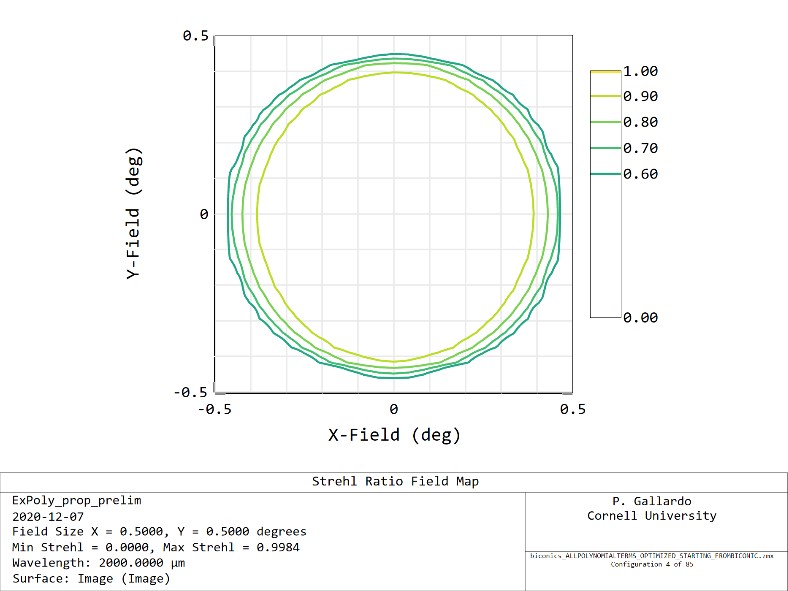 0.5
1.00
0.90
0.80
0.70
0.60
Y-Field (deg)
0
0.00
-0.5
-0.5 0 0.5
X-Field (deg)
Strehl Ratio Field Map
ExPoly_prop_prelim
2020-12-07
Field Size X = 0.5000, Y = 0.5000 degrees
Min Strehl = 0.0000, Max Strehl = 0.9984
Wavelength: 2000.0000 µm
Surface: Image (Image)
P. Gallardo
Cornell University
biconics_ALLPOLYNOMIALTERMS_OPTIMIZED_STARTING_FROMBICONIC.zmx
Configuration 4 of 85